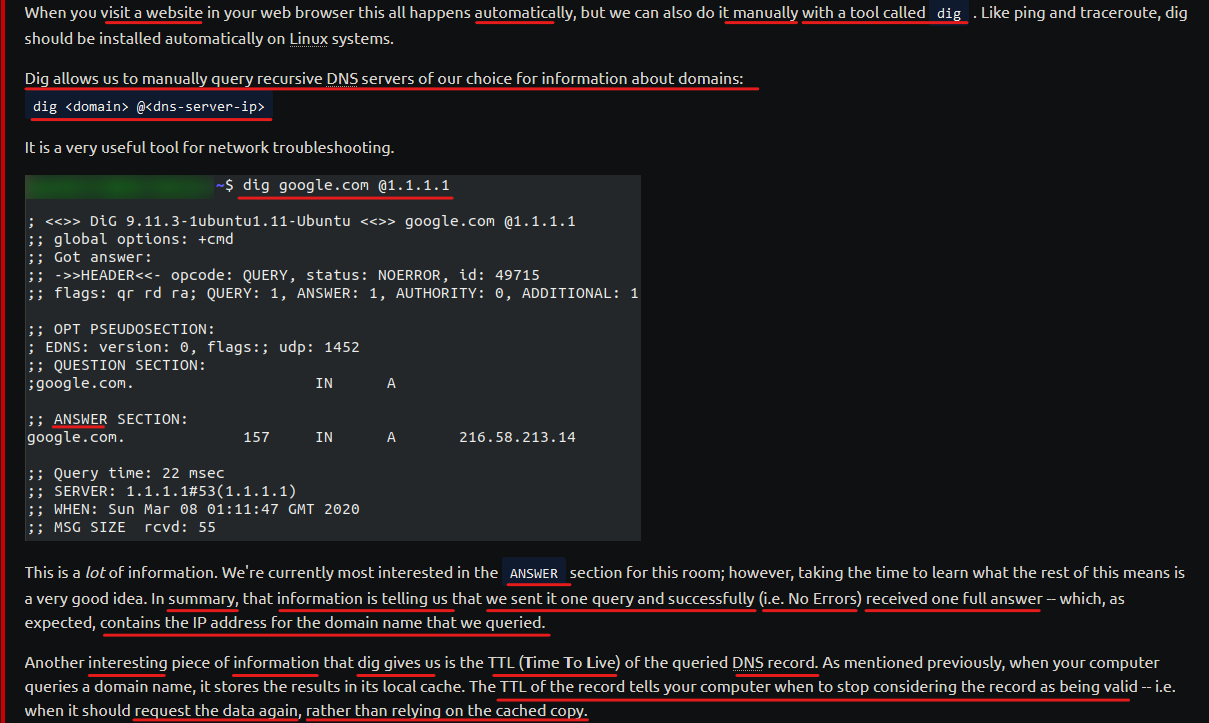 When you visit a website in your web browser this all happens automatically, but we can also do it manually with a tool called dig . Like ping and traceroute, dig
should be installed automatically on Linux systems.
Dig allows us to manually query recursive DNS servers of our choice for information about domains:
dig <domain> @<dns-server-ip>
It is a very useful tool for network troubleshooting.
~$ dig google.com @1.1.1.1
; <<>> DiG 9.11.3-1ubuntu1.11-Ubuntu <<>> google.com @1.1.1.1
;; global options: +cmd
;; Got answer:
;; ->>HEADER<<- opcode: QUERY, status: NOERROR, id: 49715
;; flags: qr rd ra; QUERY: 1, ANSWER: 1, AUTHORITY: 0, ADDITIONAL: 1
;; OPT PSEUDOSECTION:
; EDNS: version: 0, flags:; udp: 1452
;; QUESTION SECTION:
;google.com. IN A
;; ANSWER SECTION:
google.com. 157 IN A 216.58.213.14
;; Query time: 22 msec
;; SERVER: 1.1.1.1#53(1.1.1.1)
;; WHEN: Sun Mar 08 01:11:47 GMT 2020
;; MSG SIZE rcvd: 55
This is a lot of information. We're currently most interested in the ANSWER section for this room; however, taking the time to learn what the rest of this means is
a very good idea. In summary, that information is telling us that we sent it one query and successfully (i.e. No Errors) received one full answer -- which, as
expected, contains the IP address for the domain name that we queried.
Another interesting piece of information that dig gives us is the TTL (Time To Live) of the queried DNS record. As mentioned previously, when your computer
queries a domain name, it stores the results in its local cache. The TTL of the record tells your computer when to stop considering the record as being valid -- i.e.
when it should request the data again, rather than relying on the cached copy.